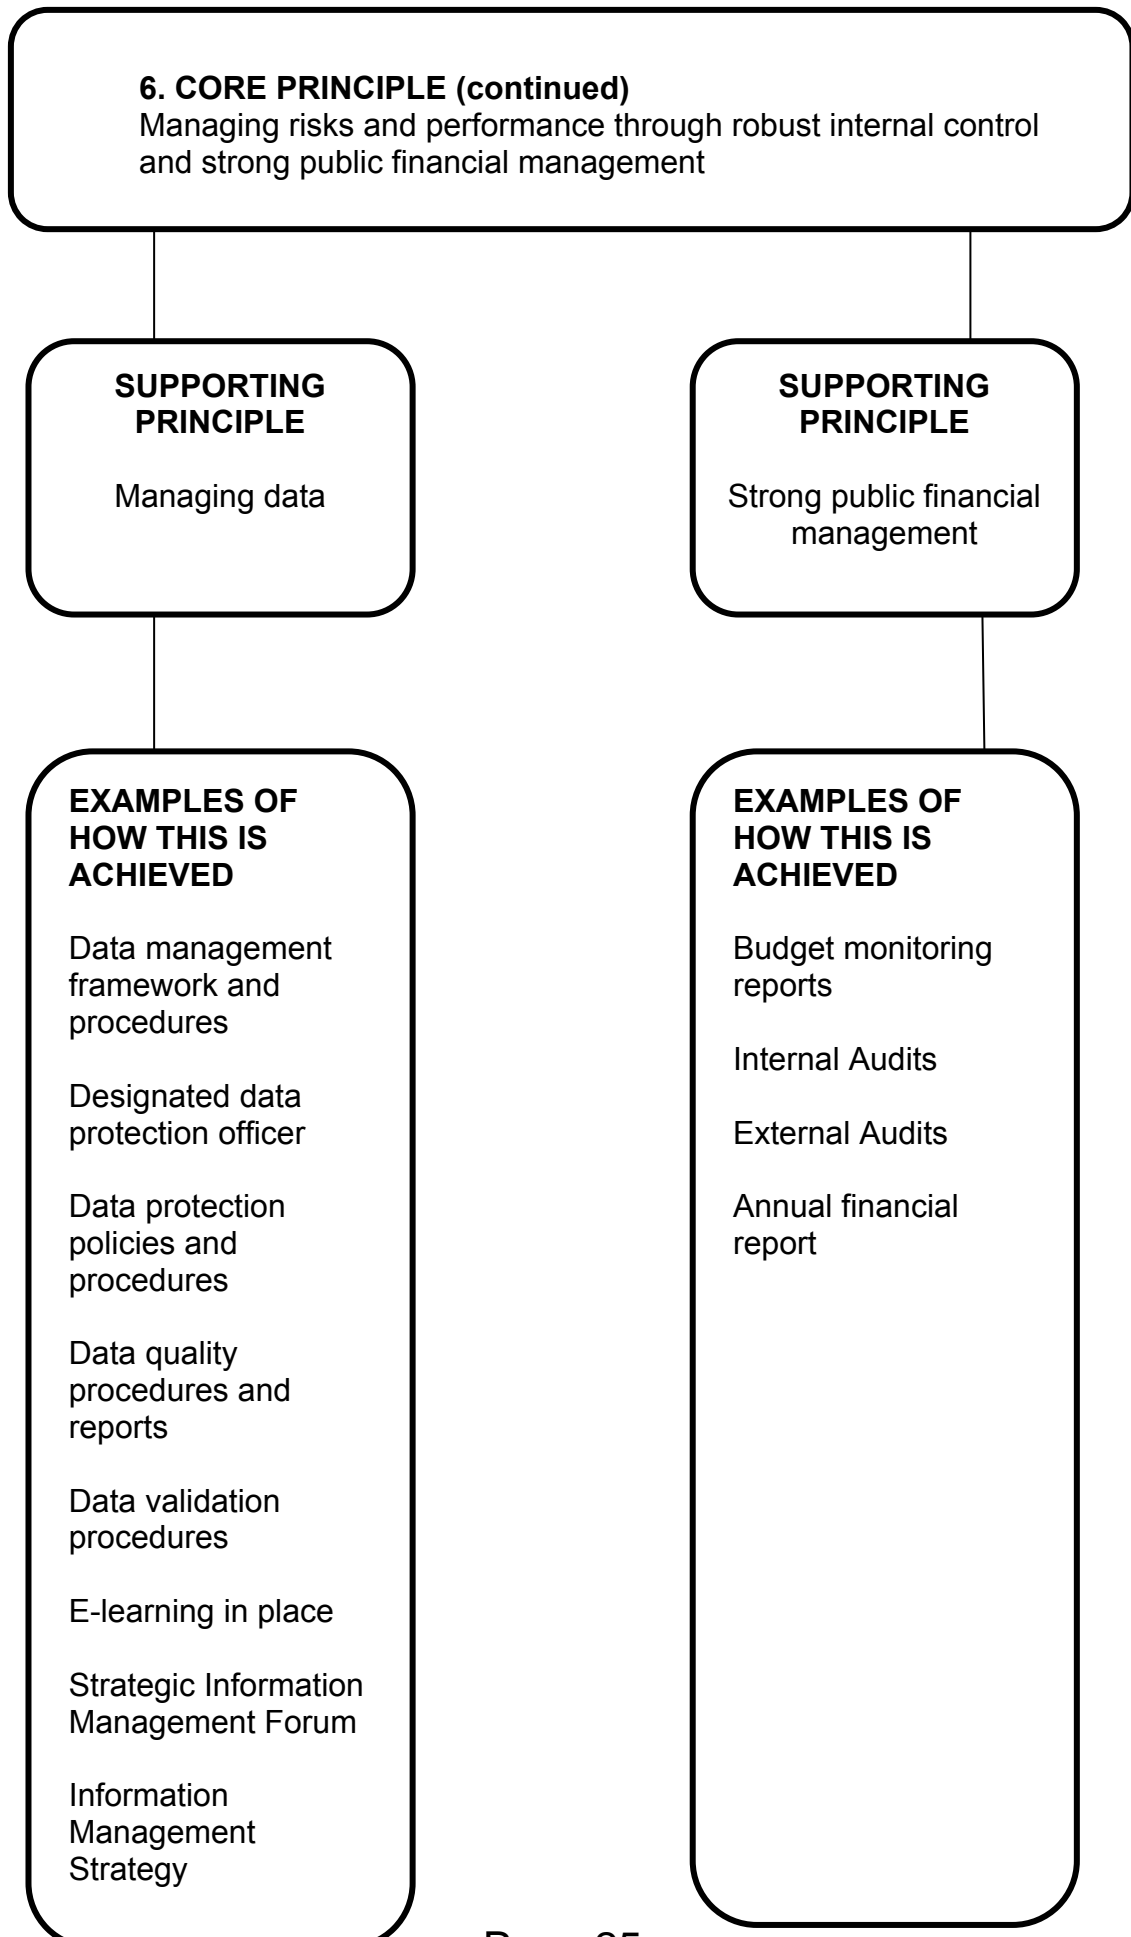 6. CORE PRINCIPLE (continued)
Managing risks and performance through robust internal control
and strong public financial management
SUPPORTING
PRINCIPLE
Managing data
SUPPORTING
PRINCIPLE
Strong public financial
management
EXAMPLES OF
HOW THIS IS
ACHIEVED
Data management
framework and
procedures
Designated data
protection officer
Data protection
policies and
procedures
Data quality
procedures and
reports
Data validation
procedures
E-learning in place
Strategic Information
Management Forum
Information
Management
Strategy
EXAMPLES OF
HOW THIS IS
ACHIEVED
Budget monitoring
reports
Internal Audits
External Audits
Annual financial
report